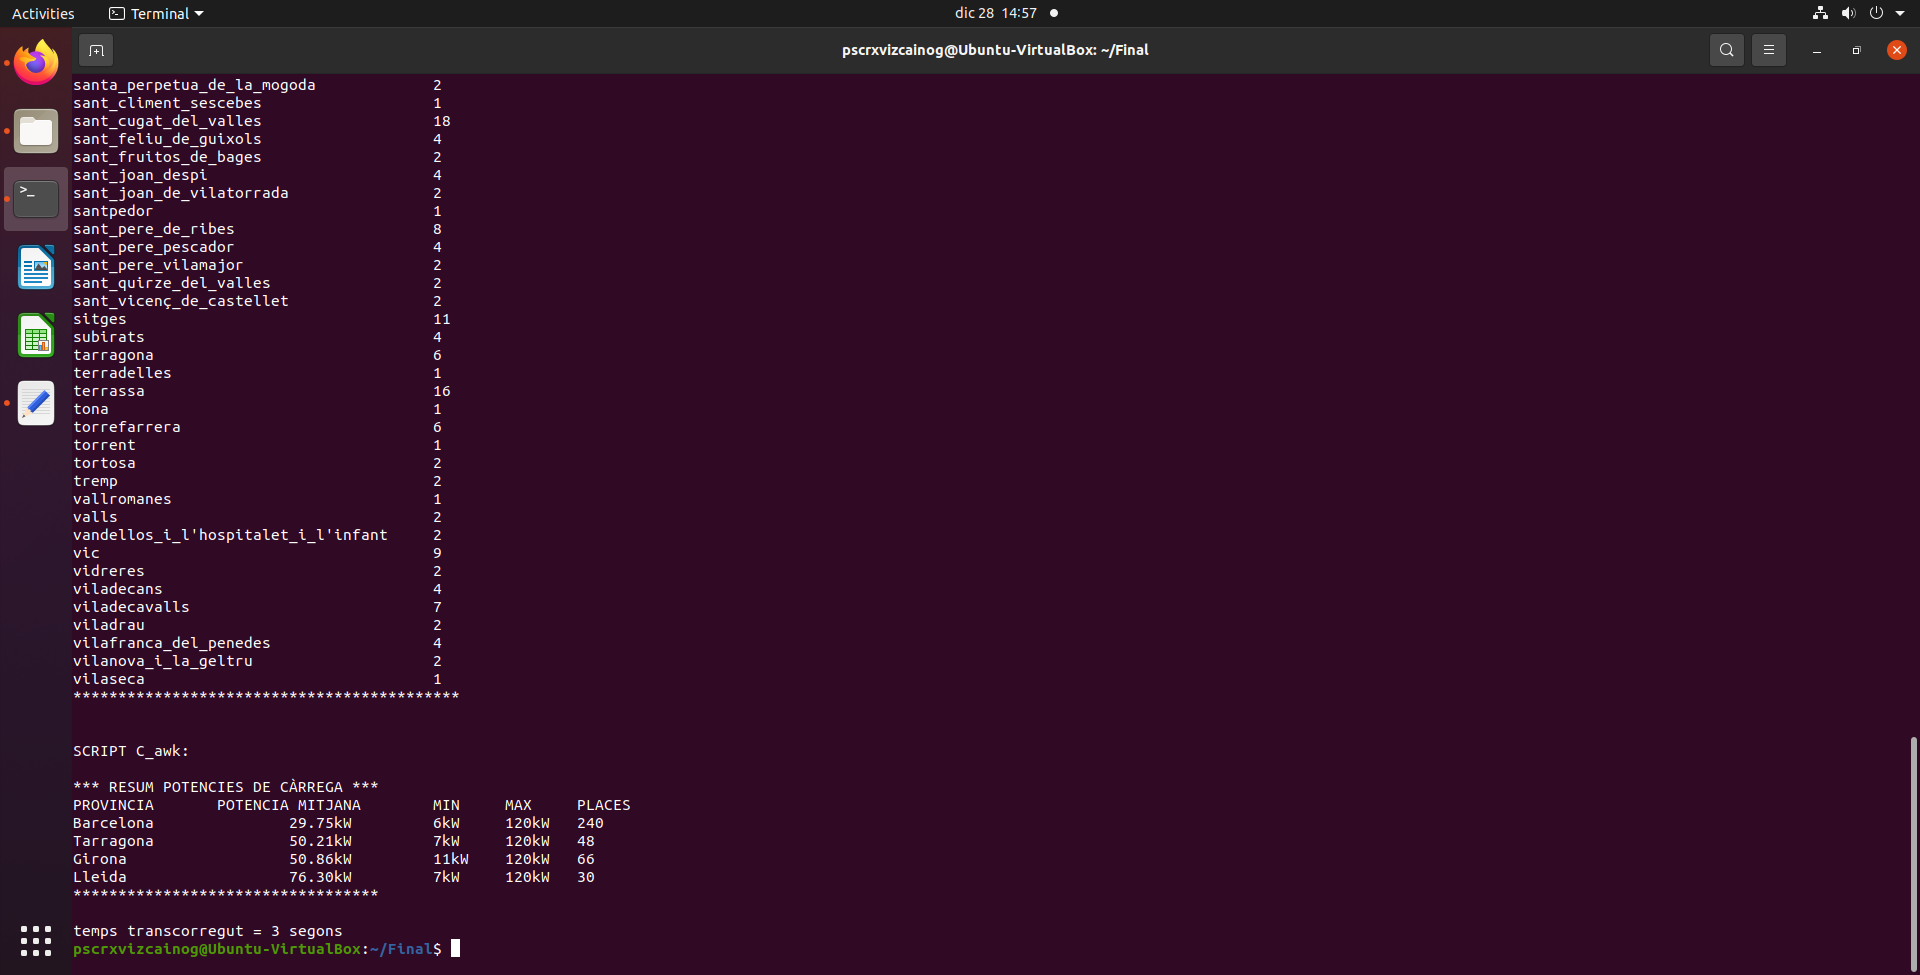 Activities Terminal dic 28 14:57
pscrxvizcainog@Ubuntu-VirtualBox: ~/Final
santa_perpetua_de_la_mogoda 2
sant_climent_sescebes 1
sant_cugat_del_valles 18
sant_feliu_de_guixols 4
sant_fruitos_de_bages 2
sant_joan_despi 4
sant_joan_de_vilatorrada 2
santpedor 1
sant_pere_de_ribes 8
sant_pere_pescador 4
sant_pere_vilamajor 2
sant_quirze_del_valles 2
sant_vicenç_de_castellet 2
sitges 11
subirats 4
tarragona 6
terradelles 1
terrassa 16
tona 1
torrefarrera 6
torrent 1
tortosa 2
tremp 2
vallromanes 1
valls 2
vandellos_i_l'hospitalet_i_l'infant 2
vic 9
vidreres 2
viladecans 4
viladecavalls 7
viladrau 2
vilafranca_del_penedes 4
vilanova_i_la_geltru 2
vilaseca 1
*******************************************
SCRIPT C_awk:
*** RESUM POTENCIES DE CÀRREGA ***
PROVINCIA POTENCIA MITJANA MIN MAX PLACES
Barcelona 29.75kW 6kW 120kW 240
Tarragona 50.21kW 7kW 120kW 48
Girona 50.86kW 11kW 120kW 66
Lleida 76.30kW 7kW 120kW 30
**********************************
temps transcorregut = 3 segons
pscrxvizcainog@Ubuntu-VirtualBox:~/Final$